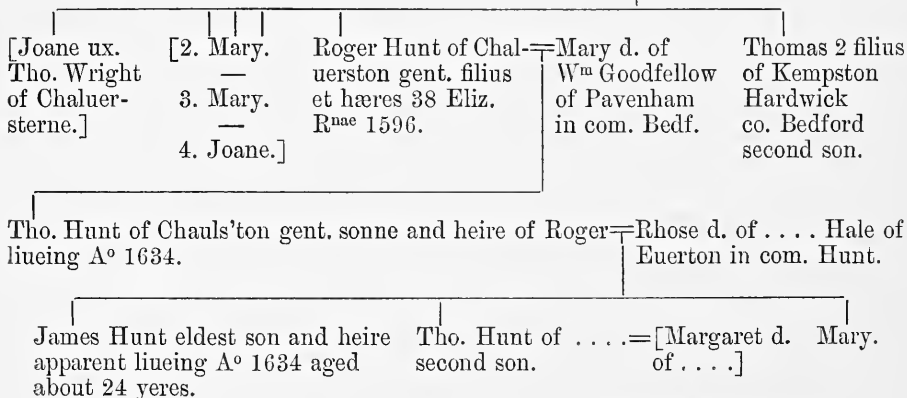 [Joane ux.
Tho. Wright
of Chaluer-
sterne.]
[2. Mary.
—
3. Mary.
—
4. Joane.]
Roger Hunt of Chal-
uerston gent. filius
et hæres 38 Eliz.
Rnae 1596.
Mary d. of
Wm Goodfellow
of Pavenham
in com. Bedf.
Thomas 2 filius
of Kempston
Hardwick
co. Bedford
second son.
Tho. Hunt of Chauls'ton gent. sonne and heire of Roger
liueing Ao 1634.
Rhose d. of . . . . Hale of
Euerton in com. Hunt.
James Hunt eldest son and heire
apparent liueing Ao 1634 aged
about 24 yeres.
Tho. Hunt of . . . .=[Margaret d.
second son. of . . . .]
Mary.